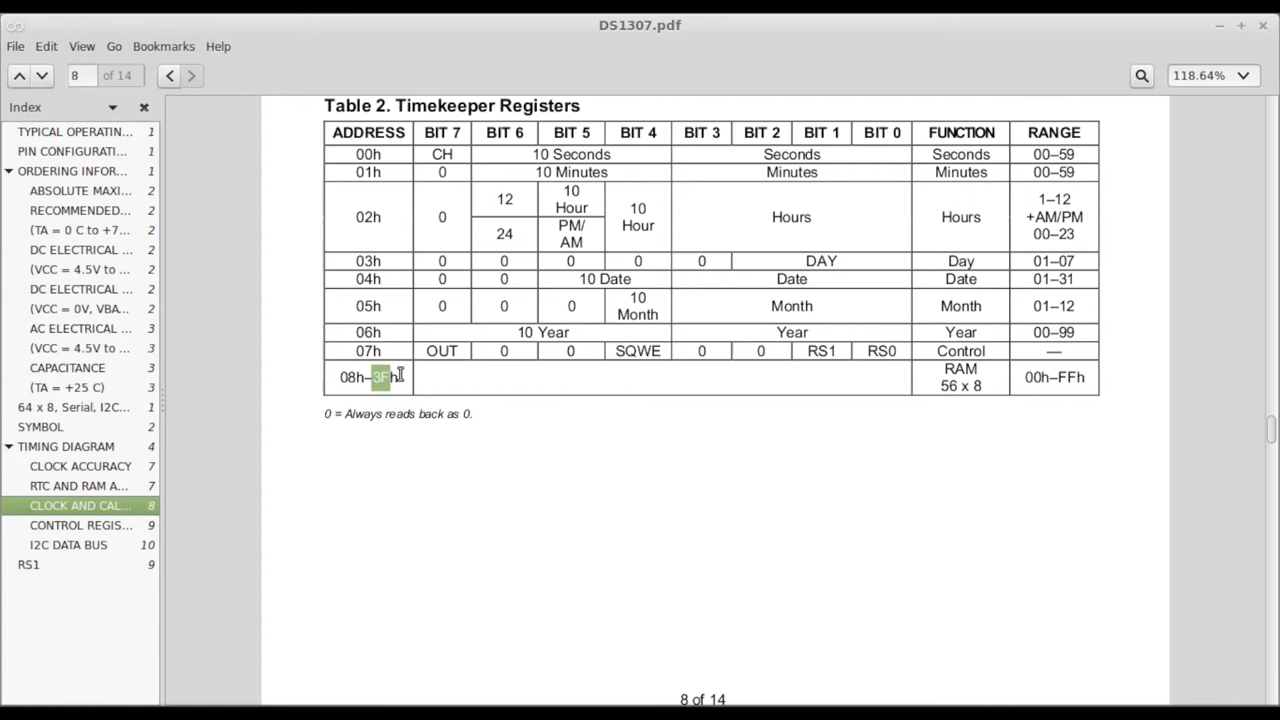 DS1307.pdf
File Edit View Go Bookmarks Help
8 of 14 118.64%
Index
TYPICAL OPERATIN... 1
PIN CONFIGURATI... 1
ORDERING INFOR... 1
ABSOLUTE MAXI... 2
RECOMMENDED... 2
(TA = 0 C to +7... 2
DC ELECTRICAL ... 2
(VCC = 4.5V to ... 2
DC ELECTRICAL ... 2
(VCC = 0V, VBA... 2
AC ELECTRICAL ... 3
(VCC = 4.5V to ... 3
CAPACITANCE 3
(TA = +25 C) 3
64 x 8, Serial, I2C... 1
SYMBOL 2
TIMING DIAGRAM 4
CLOCK ACCURACY 7
RTC AND RAM A... 7
CLOCK AND CAL... 8
CONTROL REGIS... 9
I2C DATA BUS 10
RS1 9
Table 2. Timekeeper Registers
ADDRESS BIT 7 BIT 6 BIT 5 BIT 4 BIT 3 BIT 2 BIT 1 BIT 0 FUNCTION RANGE
00h CH 10 Seconds Seconds Seconds 00–59
01h 0 10 Minutes Minutes Minutes 00–59
02h 0 12 24 10 Hour PM/ AM 10 Hour Hours Hours 1–12 +AM/PM 00–23
03h 0 0 0 0 0 DAY Day 01–07
04h 0 0 10 Date Date Date 01–31
05h 0 0 0 10 Month Month Month 01–12
06h 10 Year Year Year 00–99
07h OUT 0 0 SQWE 0 0 RS1 RS0 Control —
08h–3Fh RAM 56 x 8 00h–FFh
0 = Always reads back as 0.
8 of 14